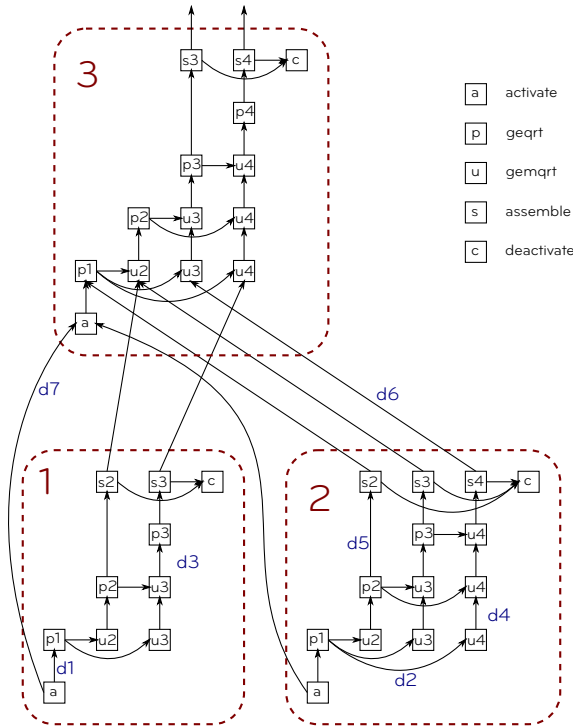 3
s3 s4 c
p4
p3 u4
p2 u3 u4
p1 u2 u3 u4
a
a activate
p geqrt
u gemqrt
s assemble
c deactivate
d7
d6
1
s2 s3 c
p3
d3
p2 u3
p1 u2 u3
d1
a
2
s2 s3 s4 c
p3 u4
d5
p2 u3 u4
d4
p1 u2 u3 u4
d2
a